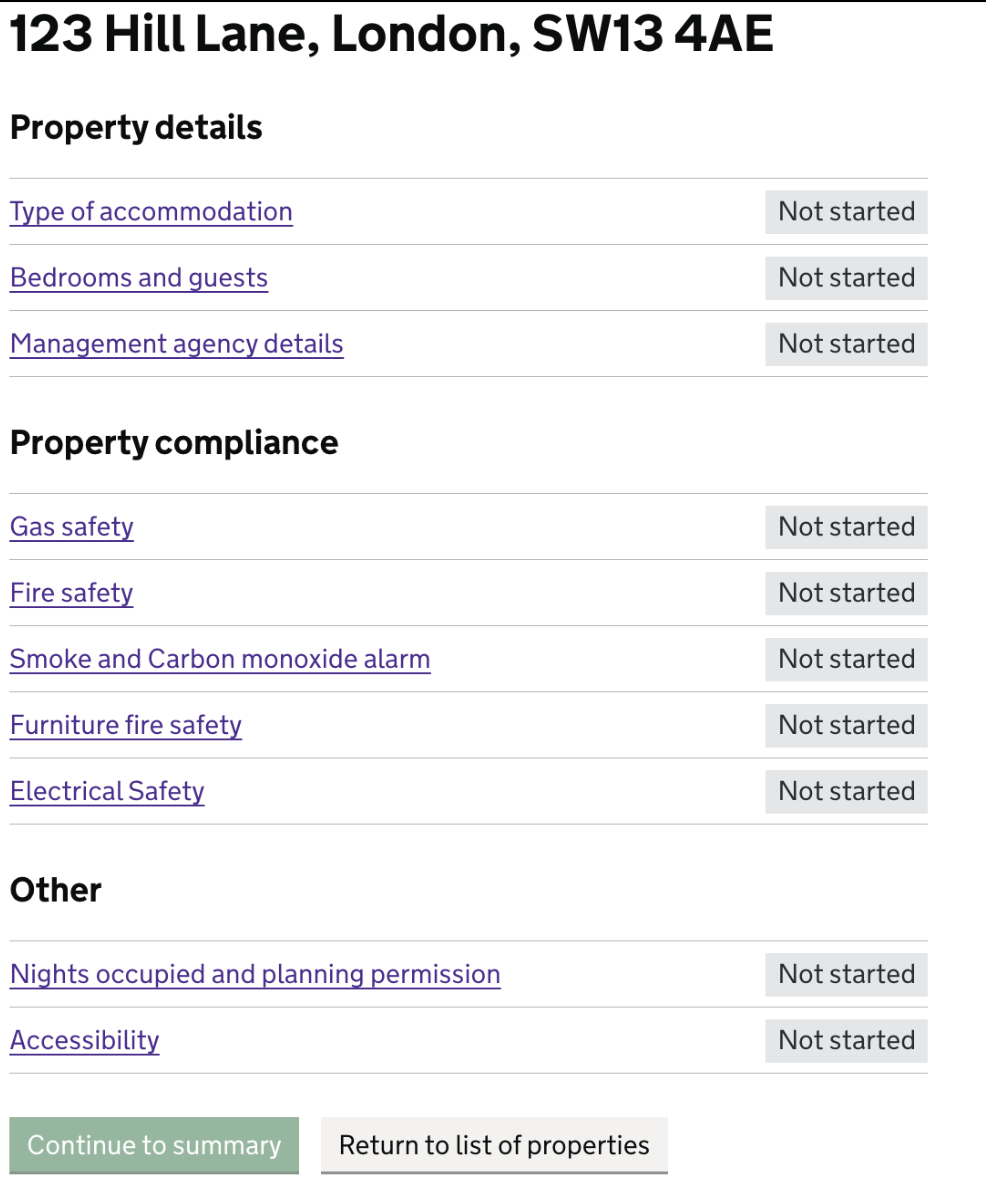 123 Hill Lane, London, SW13 4AE
Property details
Type of accommodation Not started
Bedrooms and guests Not started
Management agency details Not started
Property compliance
Gas safety Not started
Fire safety Not started
Smoke and Carbon monoxide alarm Not started
Furniture fire safety Not started
Electrical Safety Not started
Other
Nights occupied and planning permission Not started
Accessibility Not started
Continue to summary Return to list of properties